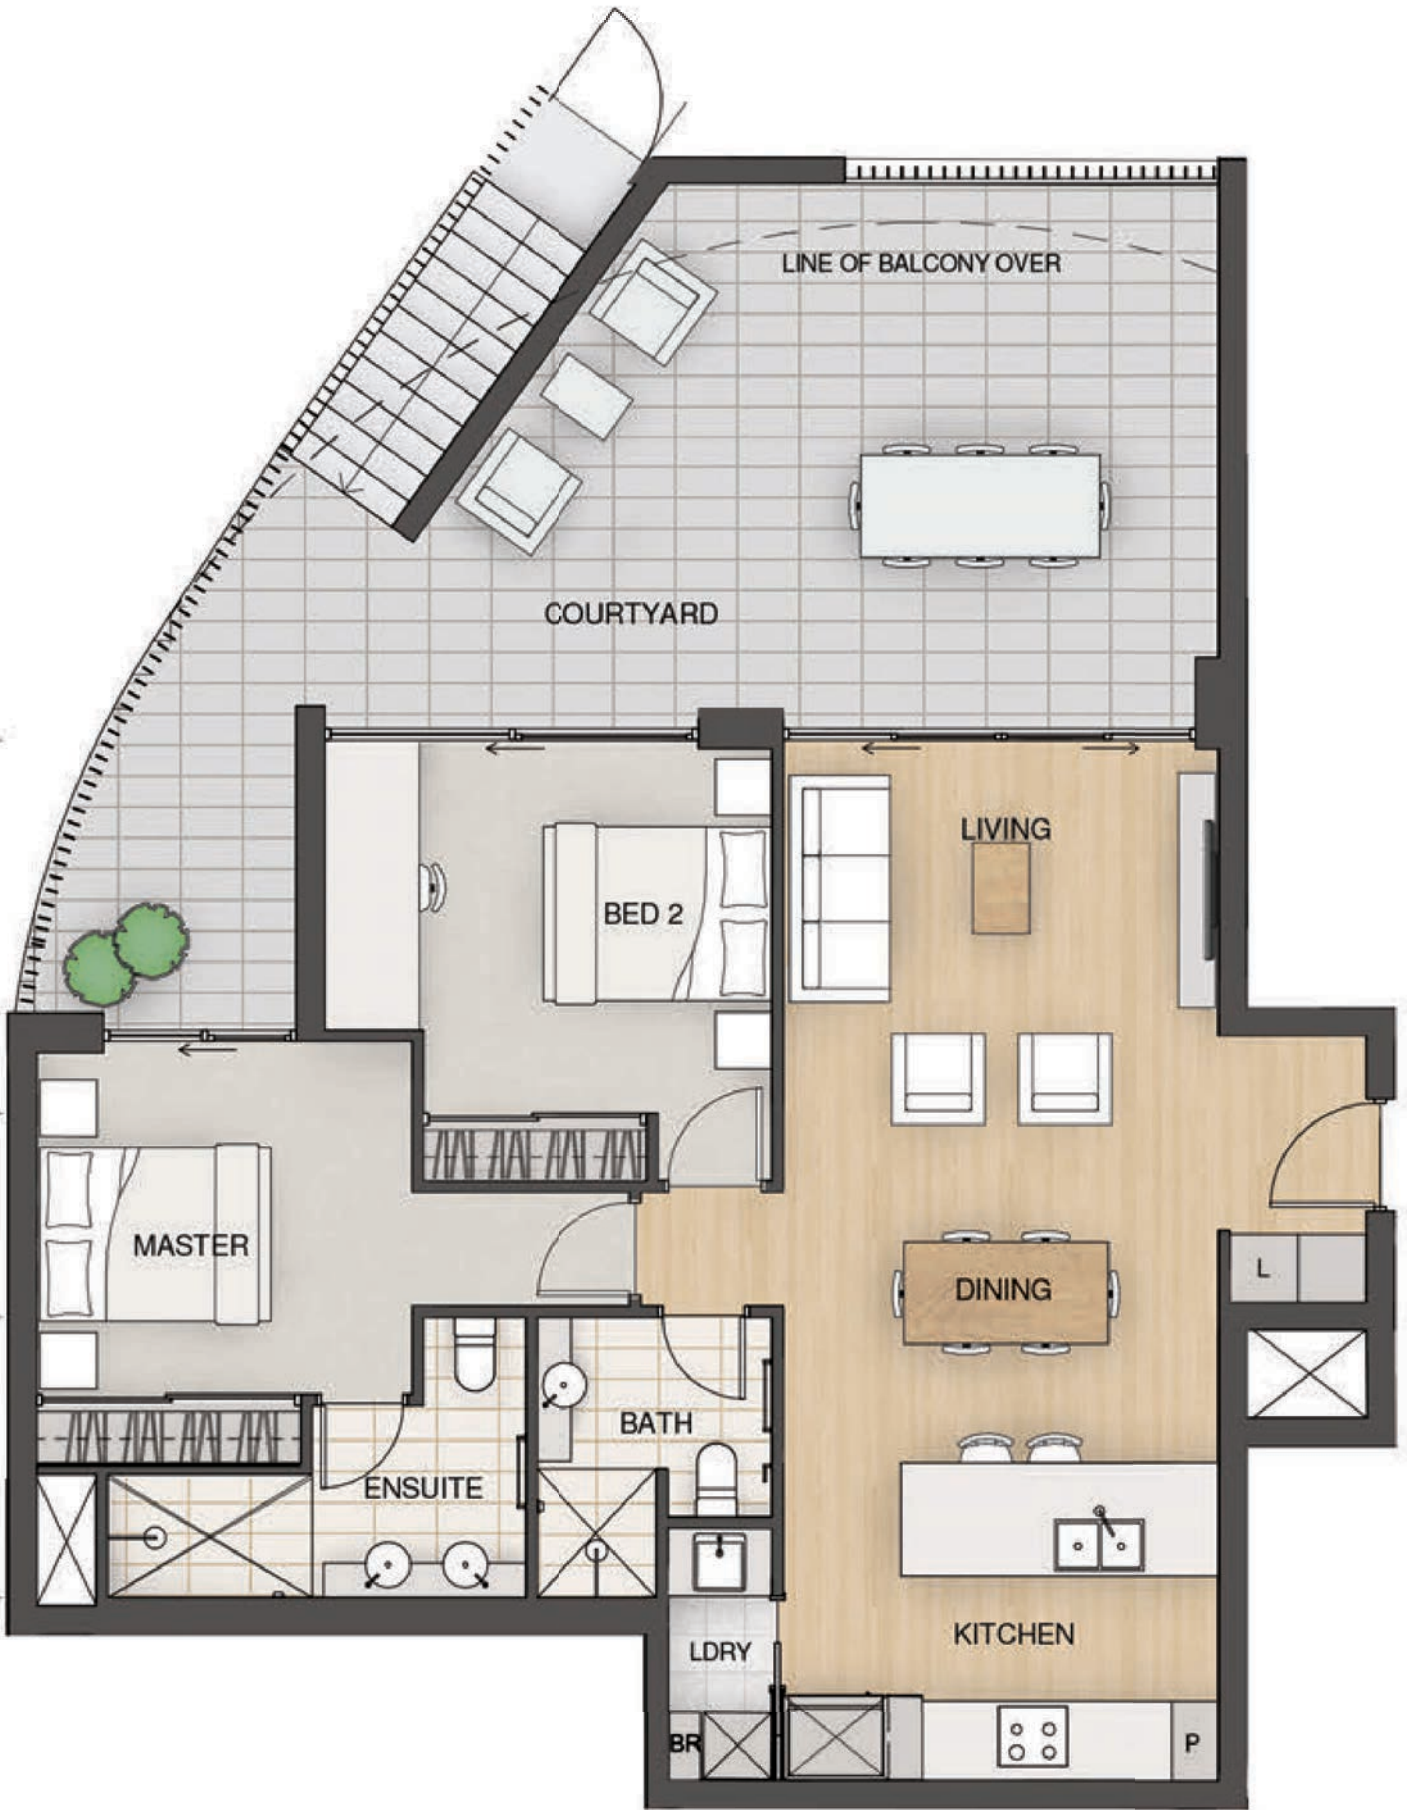 LINE OF BALCONY OVER
COURTYARD
LIVING
BED 2
MASTER
DINING
L
BATH
ENSUITE
KITCHEN
LDRY
BR
P